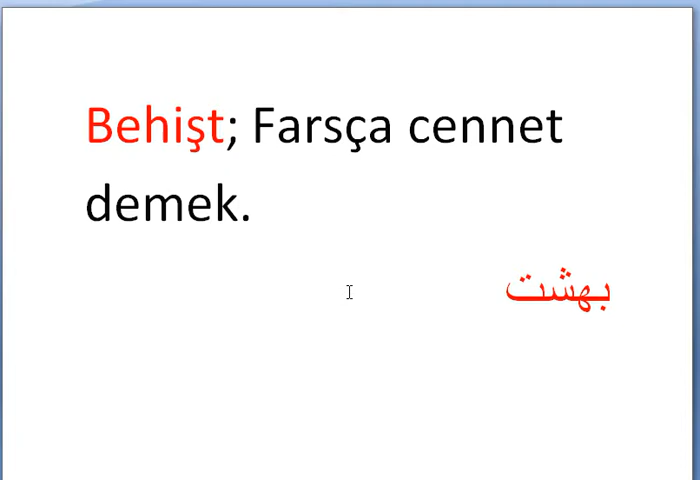 Behişt; Farsça cennet
demek.
بهشت